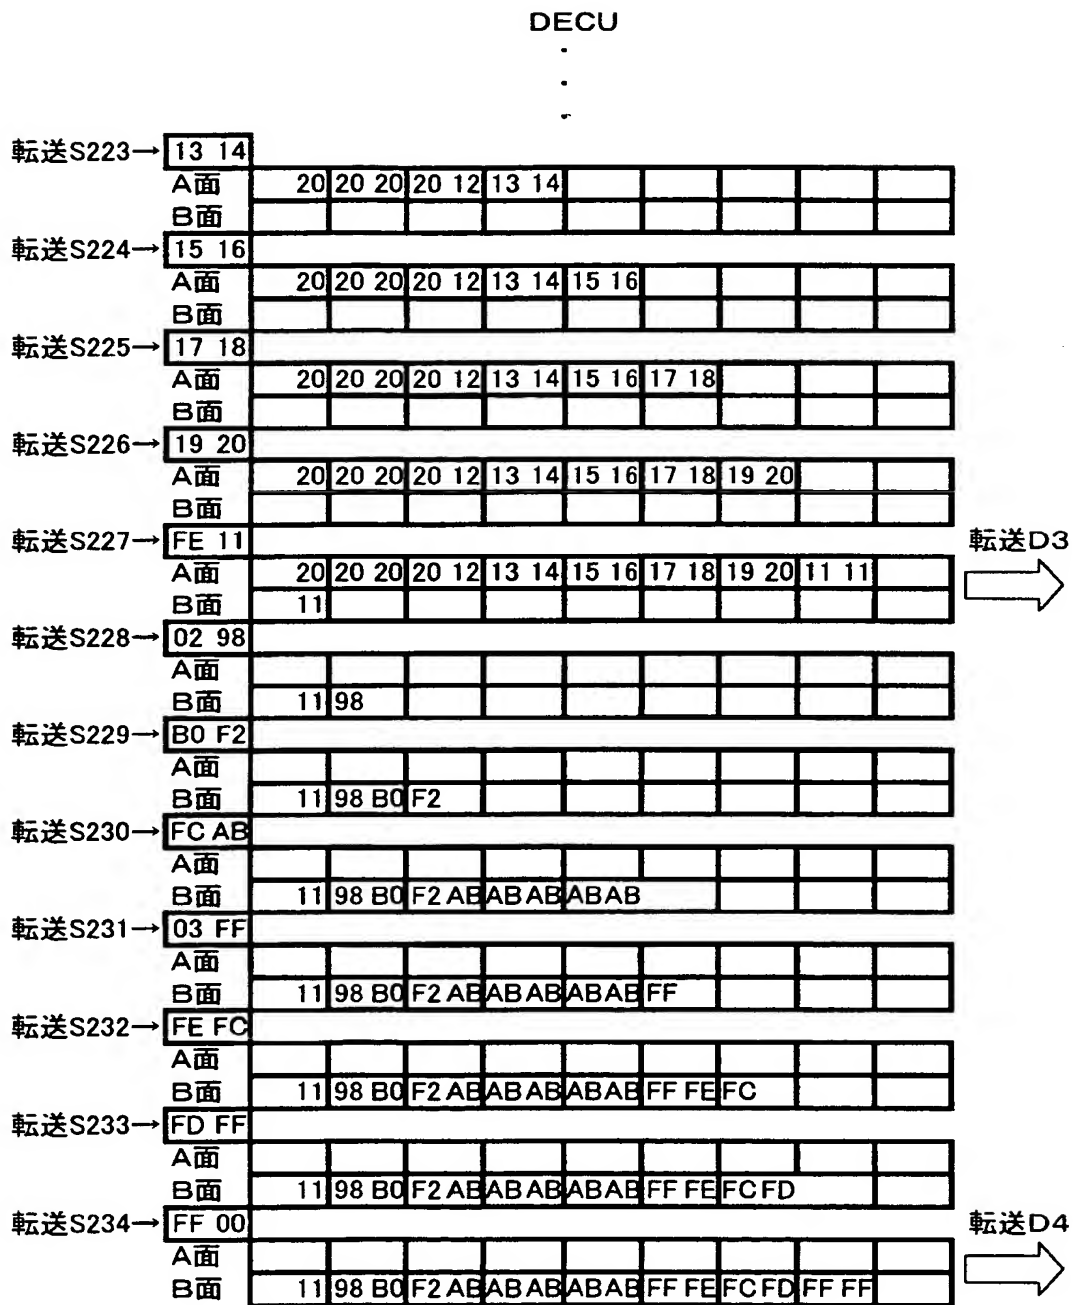 DECU
転送S223→ 13 14
A面 20 20 20 20 12 13 14
B面
転送S224→ 15 16
A面 20 20 20 20 12 13 14 15 16
B面
転送S225→ 17 18
A面 20 20 20 20 12 13 14 15 16 17 18
B面
転送S226→ 19 20
A面 20 20 20 20 12 13 14 15 16 17 18 19 20
B面
転送S227→ FE 11 転送D3
A面 20 20 20 20 12 13 14 15 16 17 18 19 20 11 11
B面 11
転送S228→ 02 98
A面
B面 11 98
転送S229→ B0 F2
A面
B面 11 98 B0 F2
転送S230→ FC AB
A面
B面 11 98 B0 F2 AB AB AB AB AB
転送S231→ 03 FF
A面
B面 11 98 B0 F2 AB AB AB AB AB FF
転送S232→ FE FC
A面
B面 11 98 B0 F2 AB AB AB AB AB FF FE FC
転送S233→ FD FF
A面
B面 11 98 B0 F2 AB AB AB AB AB FF FE FC FD
転送S234→ FF 00 転送D4
A面
B面 11 98 B0 F2 AB AB AB AB AB FF FE FC FD FF FF